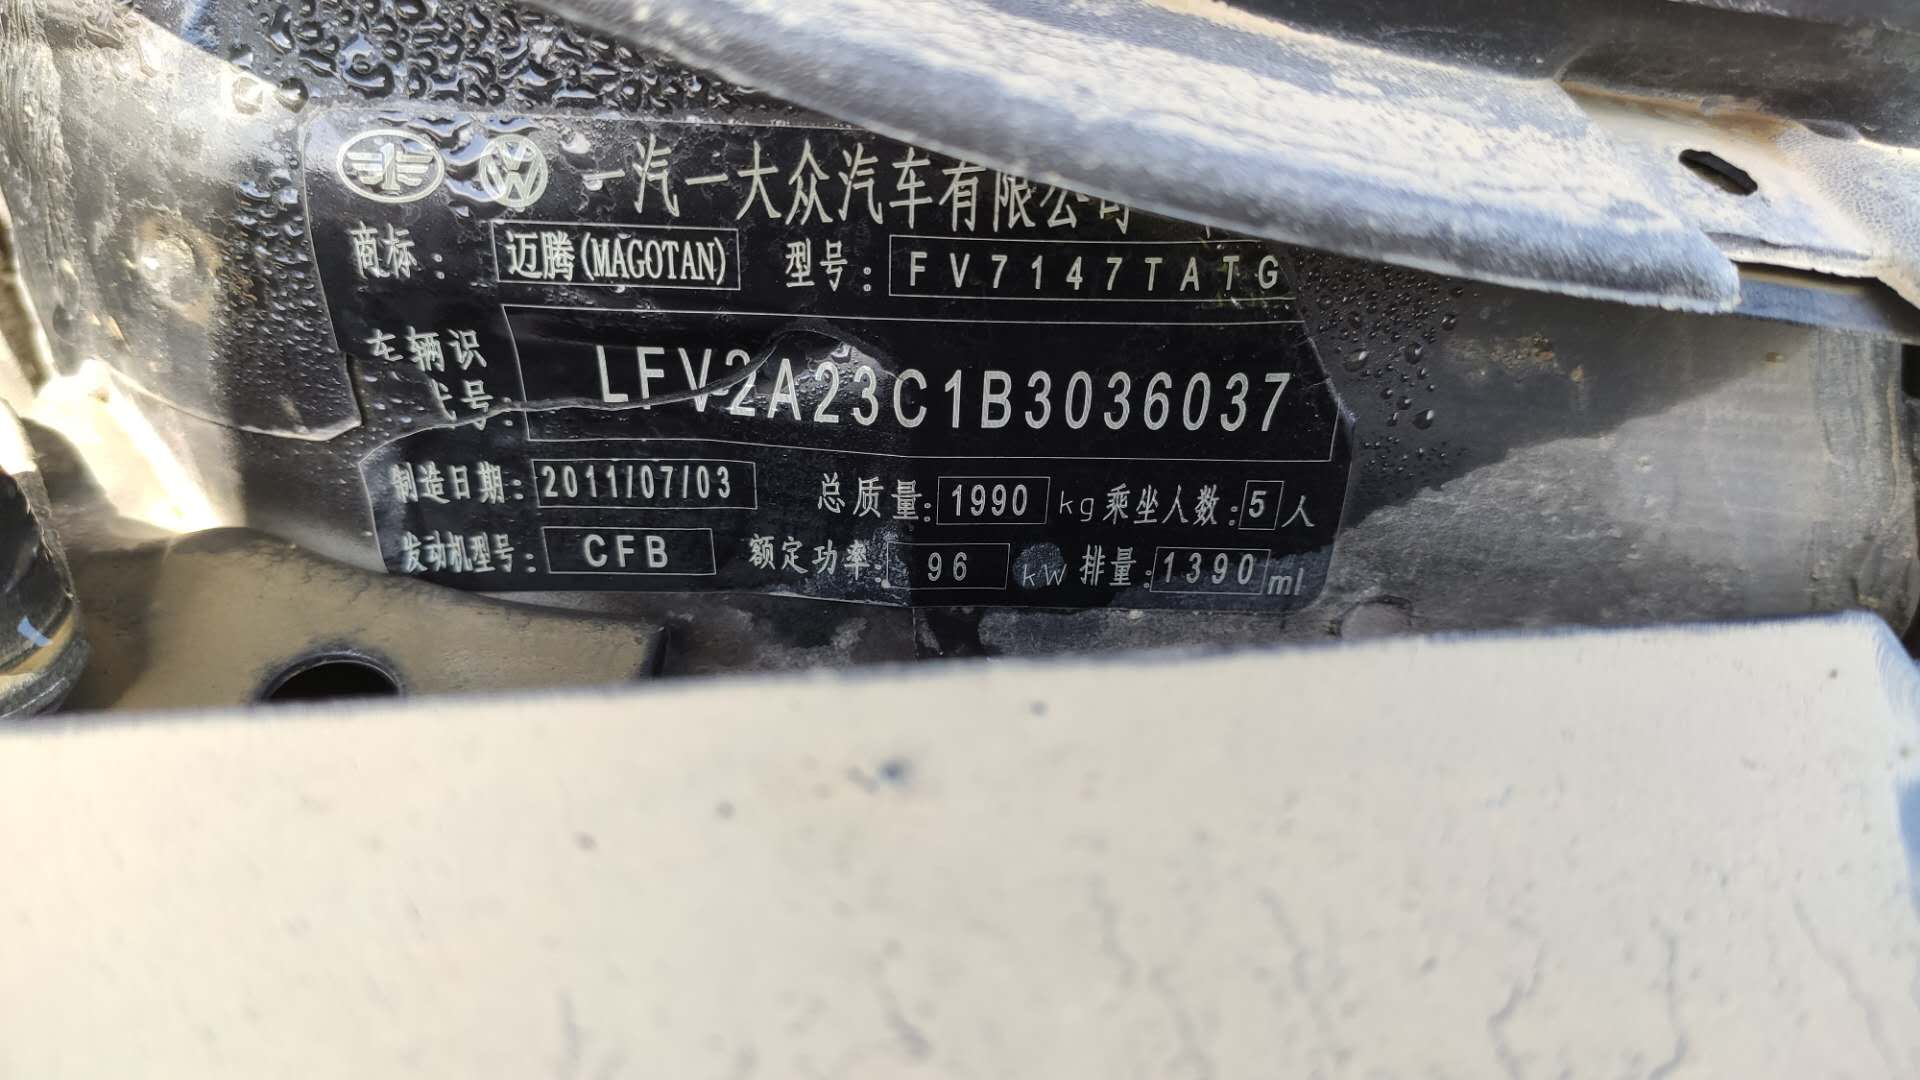 一汽一大众汽车有限公司
商标： 迈腾(MAGOTAN) 型号： FV7147TATG
车辆识
代号： LFV2A23C1B3036037
制造日期： 2011/07/03 总质量： 1990 kg 乘坐人数： 5 人
发动机型号： CFB 额定功率： 96 kW 排量： 1390 ml